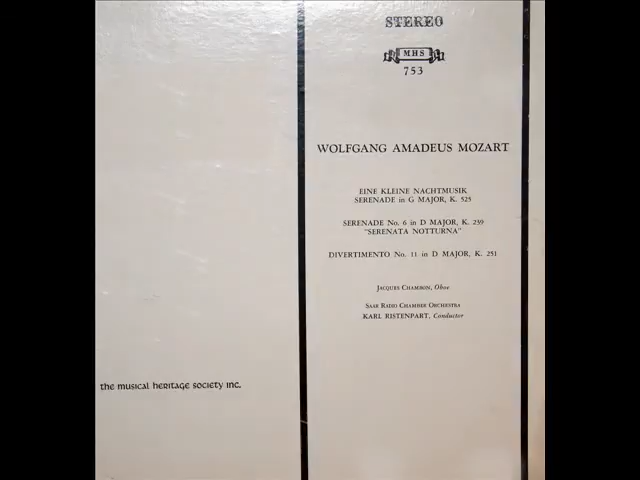 STEREO
MHS
753
WOLFGANG AMADEUS MOZART
EINE KLEINE NACHTMUSIK
SERENADE in G MAJOR, K. 525
SERENADE No. 6 in D MAJOR, K. 239
"SERENATA NOTTURNA"
DIVERTIMENTO No. 11 in D MAJOR, K. 251
JACQUES CHAMBON, Oboe
SAAR RADIO CHAMBER ORCHESTRA
KARL RISTENPART, Conductor
the musical heritage society inc.